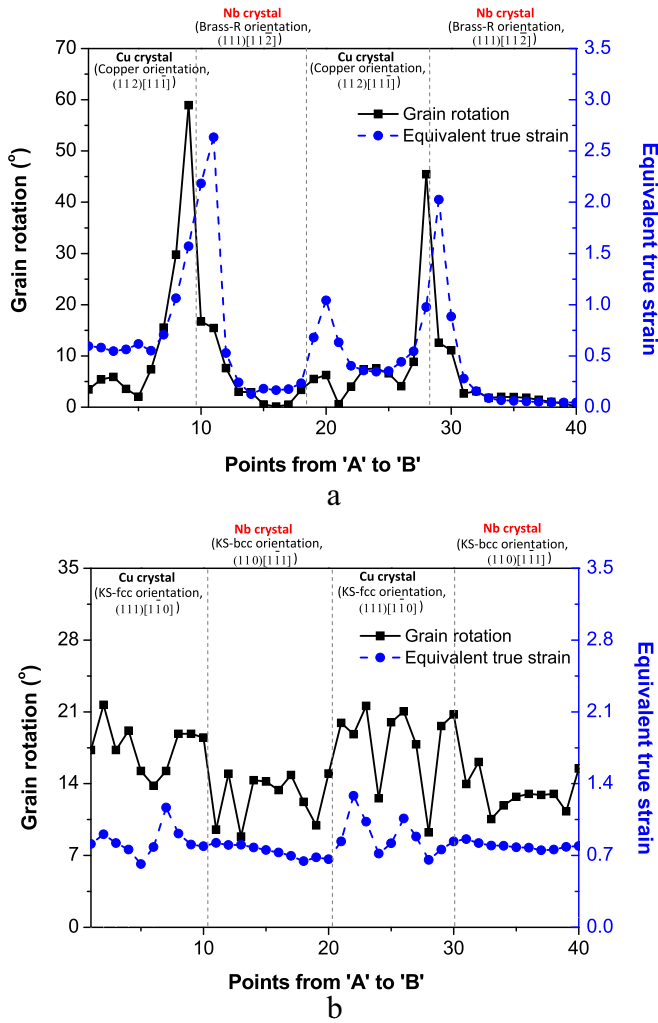 Nb crystal
(Brass-R orientation,
(111)[112̄])
Nb crystal
(Brass-R orientation,
(111)[112̄])
Cu crystal
(Copper orientation,
(112)[111̄])
Cu crystal
(Copper orientation,
(112)[111̄])
70
60
50
40
30
20
10
0
Grain rotation (°)
3.5
3.0
2.5
2.0
1.5
1.0
0.5
0.0
Equivalent true strain
Grain rotation
Equivalent true strain
10 20 30 40
Points from 'A' to 'B'
a
Nb crystal
(KS-bcc orientation,
(110)[11̄1])
Nb crystal
(KS-bcc orientation,
(110)[11̄1])
Cu crystal
(KS-fcc orientation,
(111)[11̄0])
Cu crystal
(KS-fcc orientation,
(111)[11̄0])
35
28
21
14
7
0
Grain rotation (°)
3.5
2.8
2.1
1.4
0.7
0.0
Equivalent true strain
Grain rotation
Equivalent true strain
10 20 30 40
Points from 'A' to 'B'
b